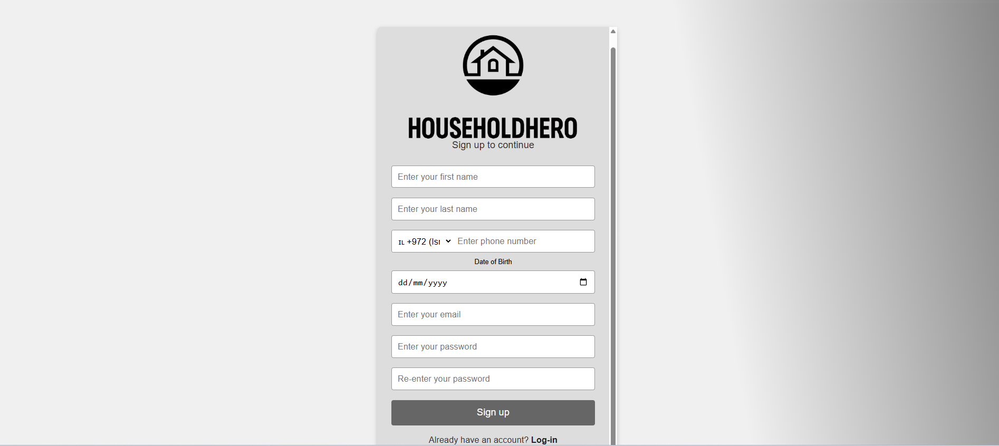 HOUSEHOLDHERO
Sign up to continue
Enter your first name
Enter your last name
IL +972 (Isr Enter phone number
Date of Birth
dd/mm/yyyy
Enter your email
Enter your password
Re-enter your password
Sign up
Already have an account? Log-in